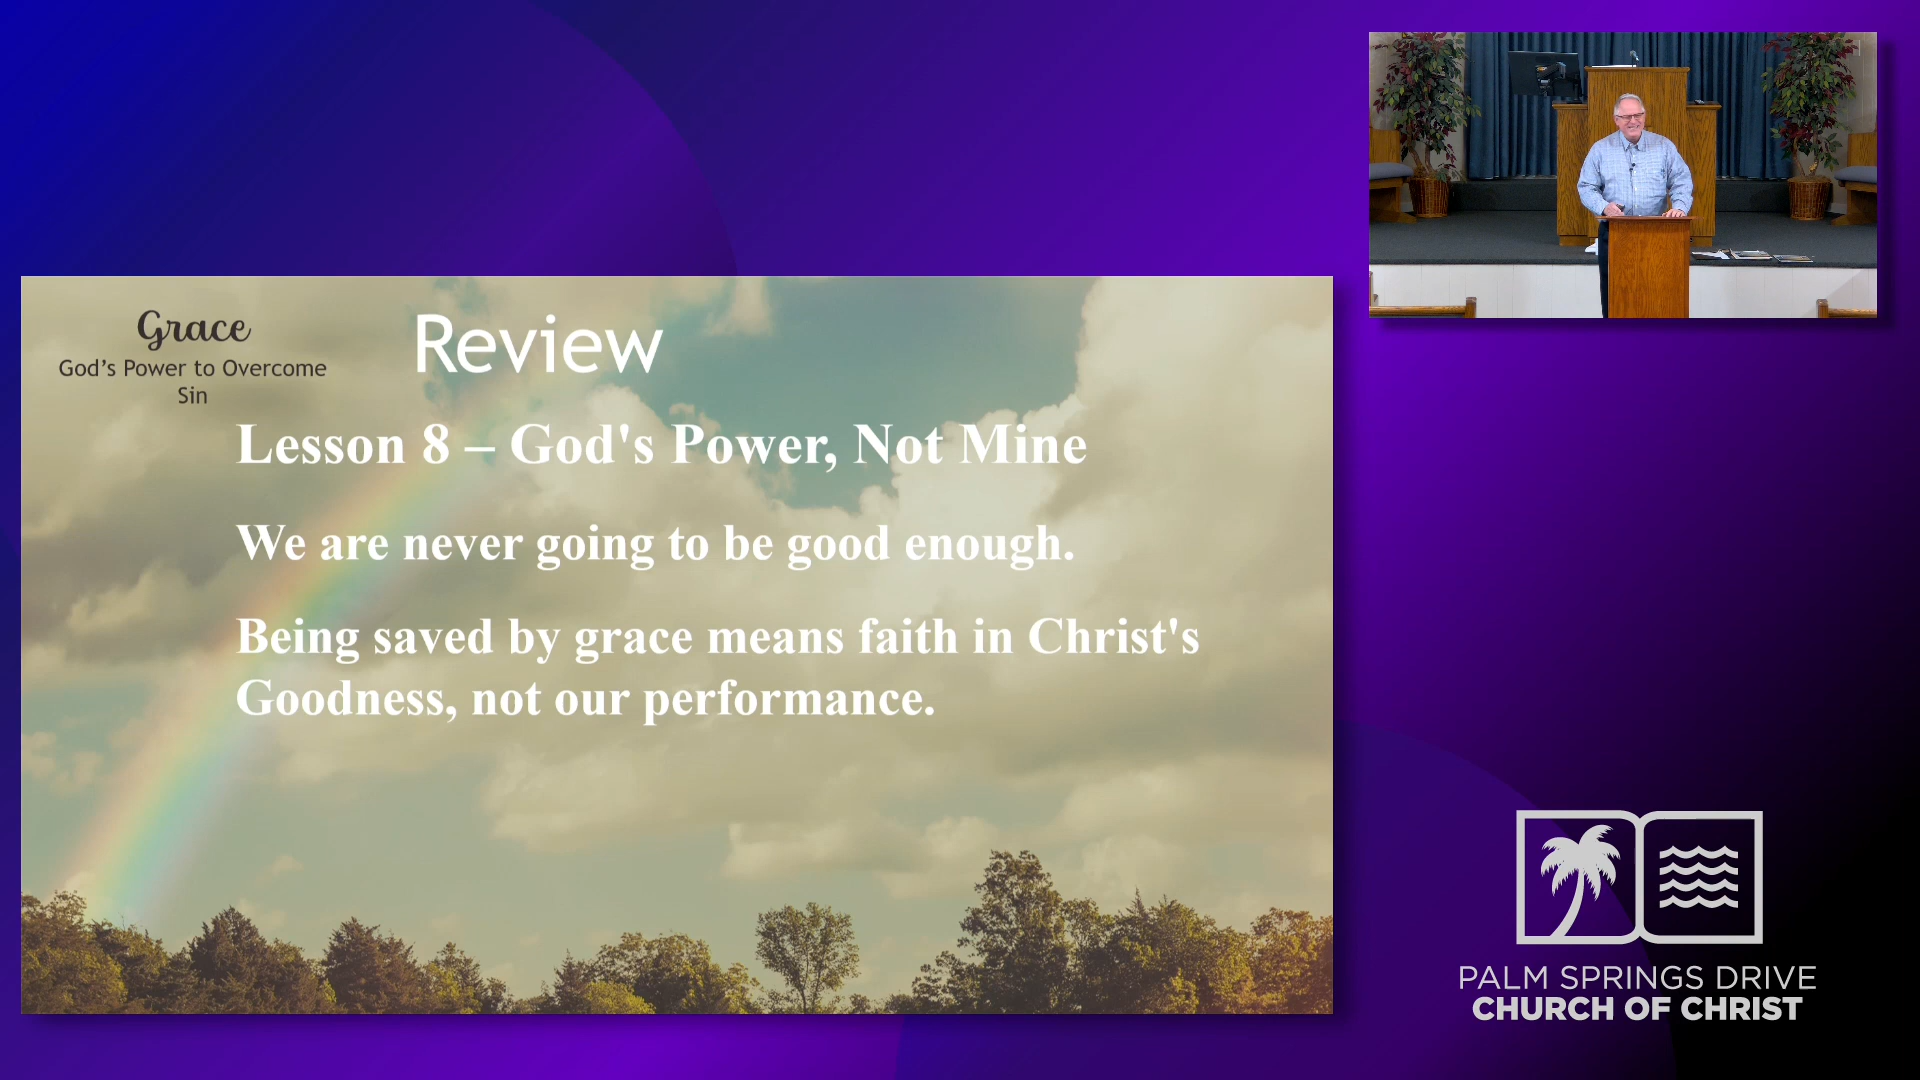 Grace
God’s Power to Overcome
Sin
Review
Lesson 8 – God's Power, Not Mine
We are never going to be good enough.
Being saved by grace means faith in Christ's
Goodness, not our performance.
PALM SPRINGS DRIVE
CHURCH OF CHRIST